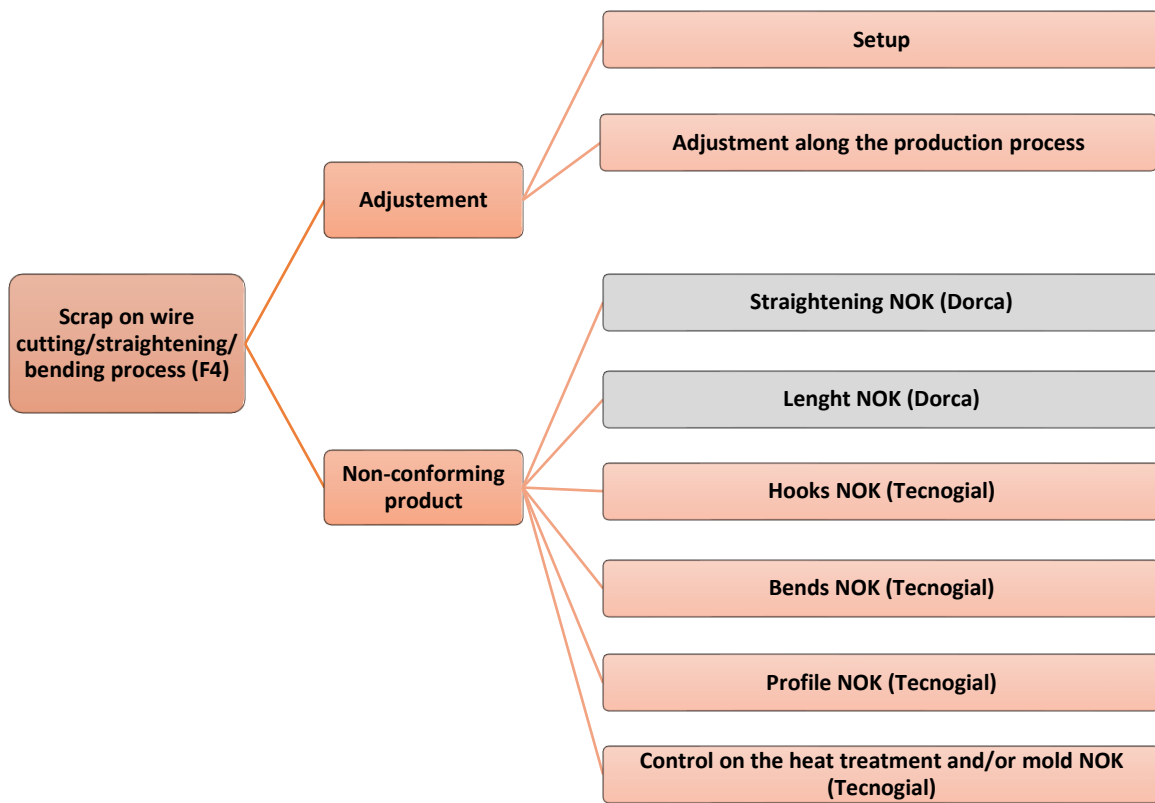 Setup
Adjustment along the production process
Adjustement
Scrap on wire
cutting/straightening/
bending process (F4)
Straightening NOK (Dorca)
Lenght NOK (Dorca)
Non-conforming
product
Hooks NOK (Tecnogial)
Bends NOK (Tecnogial)
Profile NOK (Tecnogial)
Control on the heat treatment and/or mold NOK
(Tecnogial)